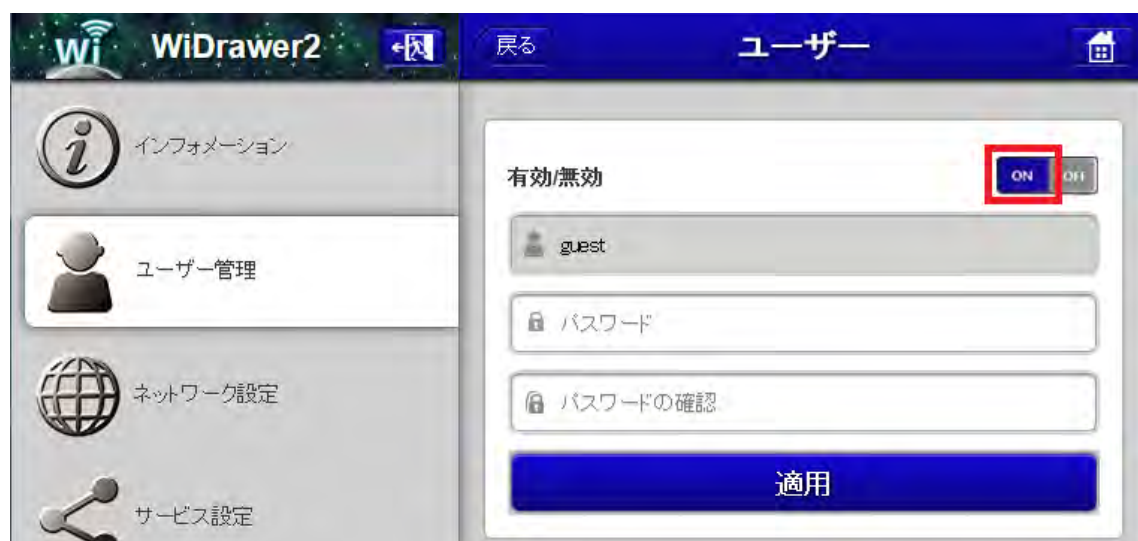 Wi WiDrawer2
戻る ユーザー
インフォメーション
ユーザー管理
ネットワーク設定
サービス設定
有効/無効 ON OFF
guest
パスワード
パスワードの確認
適用